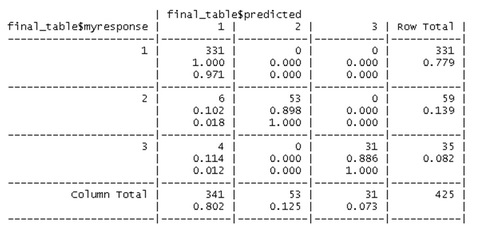 | final_table$predicted
final_table$myresponse | 1 | 2 | 3 | Row Total |
-----------------------|-----------|-----------|-----------|-----------|
1 | 331 | 0 | 0 | 331 |
| 1.000 | 0.000 | 0.000 | 0.779 |
| 0.971 | 0.000 | 0.000 | |
-----------------------|-----------|-----------|-----------|-----------|
2 | 6 | 53 | 0 | 59 |
| 0.102 | 0.898 | 0.000 | 0.139 |
| 0.018 | 1.000 | 0.000 | |
-----------------------|-----------|-----------|-----------|-----------|
3 | 4 | 0 | 31 | 35 |
| 0.114 | 0.000 | 0.886 | 0.082 |
| 0.012 | 0.000 | 1.000 | |
-----------------------|-----------|-----------|-----------|-----------|
Column Total | 341 | 53 | 31 | 425 |
| 0.802 | 0.125 | 0.073 | |
-----------------------|-----------|-----------|-----------|-----------|